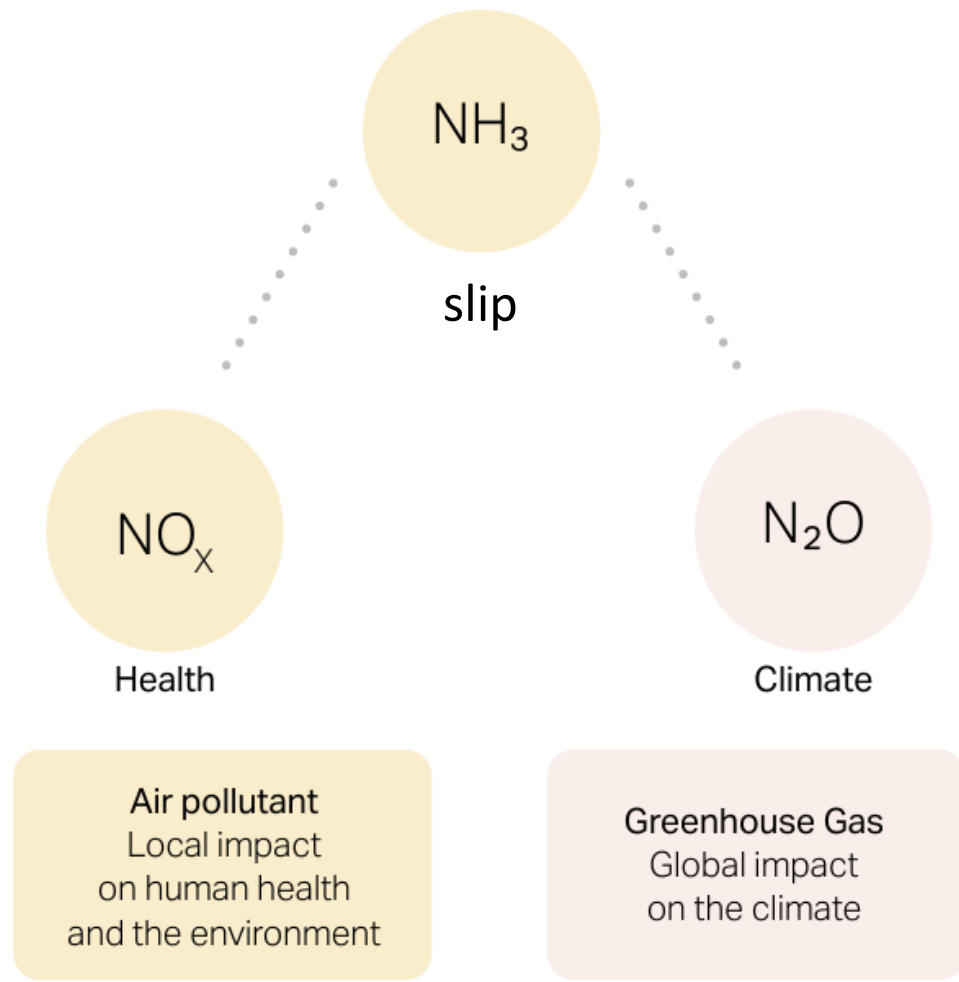 NH₃
slip
NOₓ
N₂O
Health
Climate
Air pollutant
Local impact
on human health
and the environment
Greenhouse Gas
Global impact
on the climate